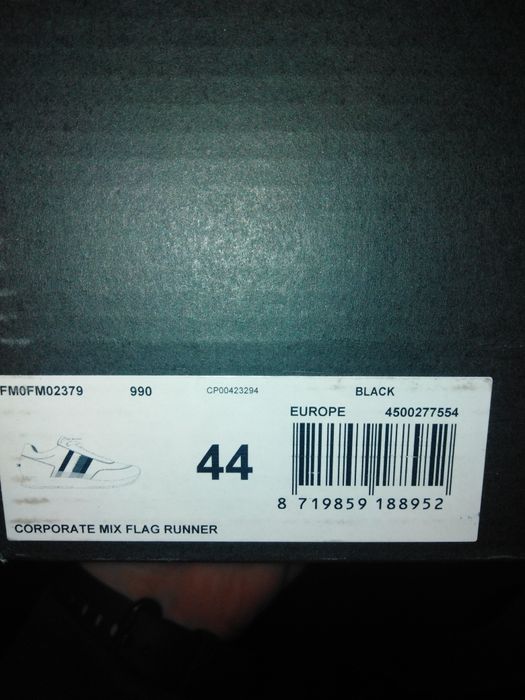 FM0FM02379 990 CP00423294 BLACK
EUROPE 4500277554
44
8 719859 188952
CORPORATE MIX FLAG RUNNER